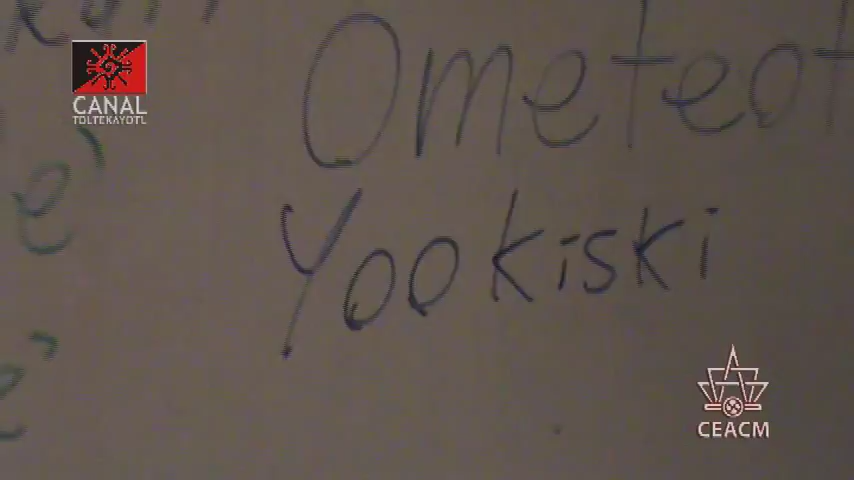 CANAL
TOLTEKAYOTL
Ometeot
Yookiski
e'
e'
CEACM